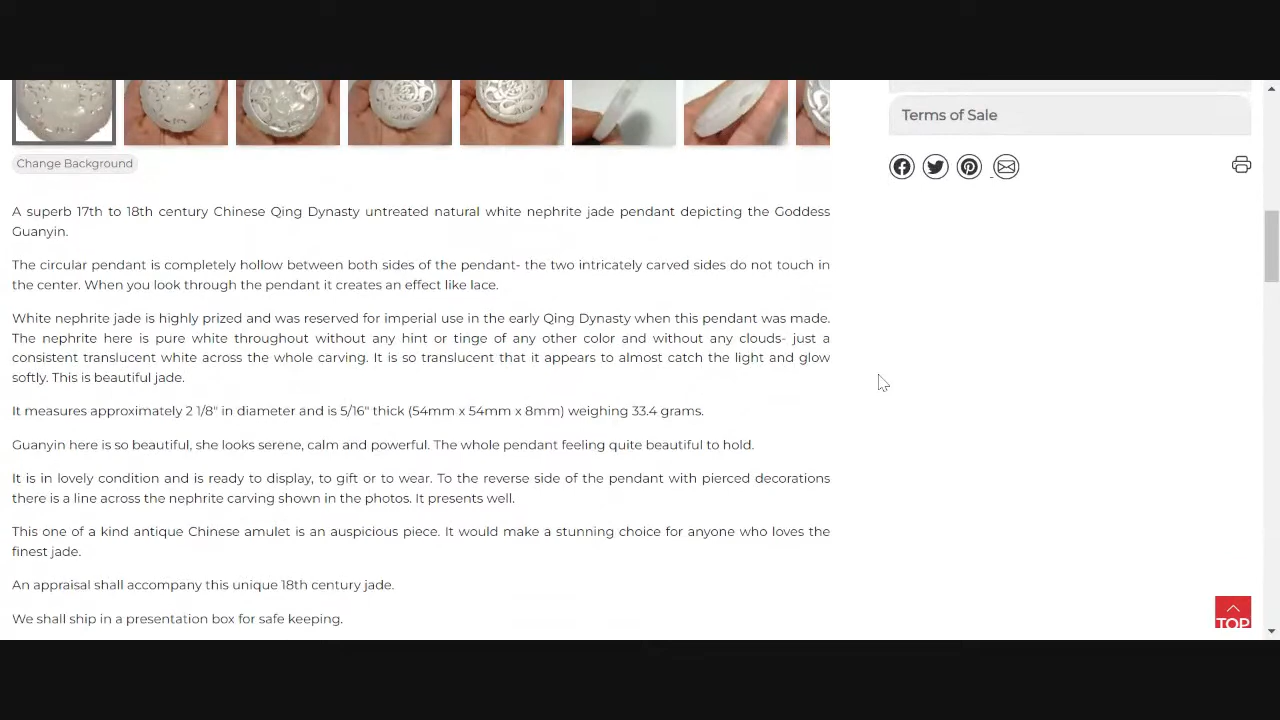 Terms of Sale
Change Background
A superb 17th to 18th century Chinese Qing Dynasty untreated natural white nephrite jade pendant depicting the Goddess
Guanyin.
The circular pendant is completely hollow between both sides of the pendant- the two intricately carved sides do not touch in
the center. When you look through the pendant it creates an effect like lace.
White nephrite jade is highly prized and was reserved for imperial use in the early Qing Dynasty when this pendant was made.
The nephrite here is pure white throughout without any hint or tinge of any other color and without any clouds- just a
consistent translucent white across the whole carving. It is so translucent that it appears to almost catch the light and glow
softly. This is beautiful jade.
It measures approximately 2 1/8" in diameter and is 5/16" thick (54mm x 54mm x 8mm) weighing 33.4 grams.
Guanyin here is so beautiful, she looks serene, calm and powerful. The whole pendant feeling quite beautiful to hold.
It is in lovely condition and is ready to display, to gift or to wear. To the reverse side of the pendant with pierced decorations
there is a line across the nephrite carving shown in the photos. It presents well.
This one of a kind antique Chinese amulet is an auspicious piece. It would make a stunning choice for anyone who loves the
finest jade.
An appraisal shall accompany this unique 18th century jade.
We shall ship in a presentation box for safe keeping.
TOP